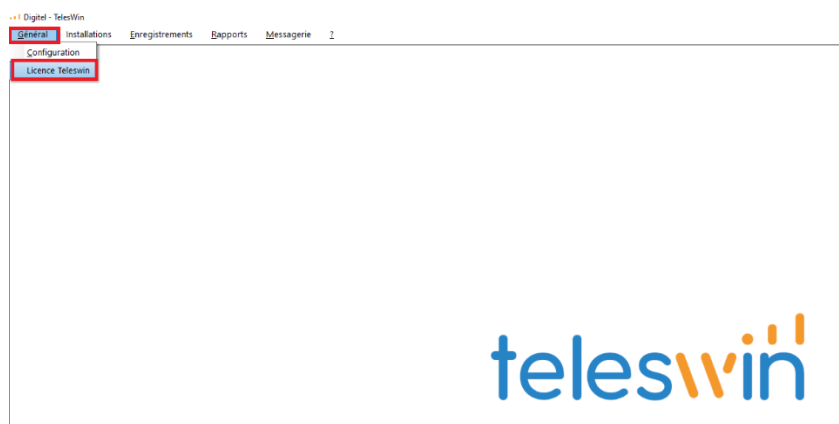 Digitel - TelesWin
Général Installations Enregistrements Rapports Messagerie ?
Configuration
Licence Teleswin
teleswin